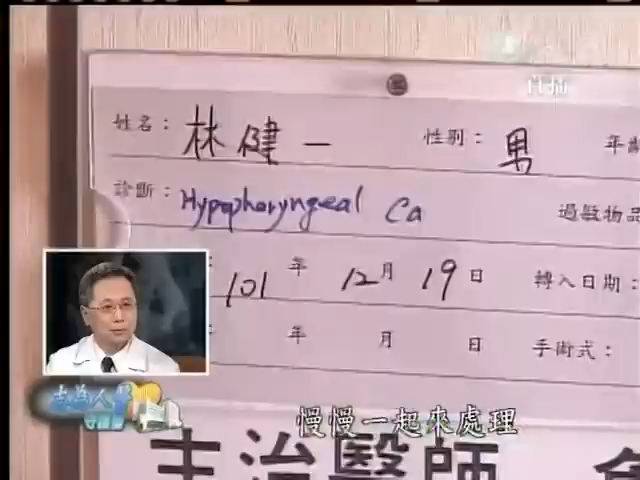 姓名： 林健一 性別： 男 年齡
診斷： Hypopharyngeal Ca 過敏物品
： 101 年 12 月 19 日 轉入日期：
： 年 月 日 手術式：
慢慢一起來處理
主治醫師